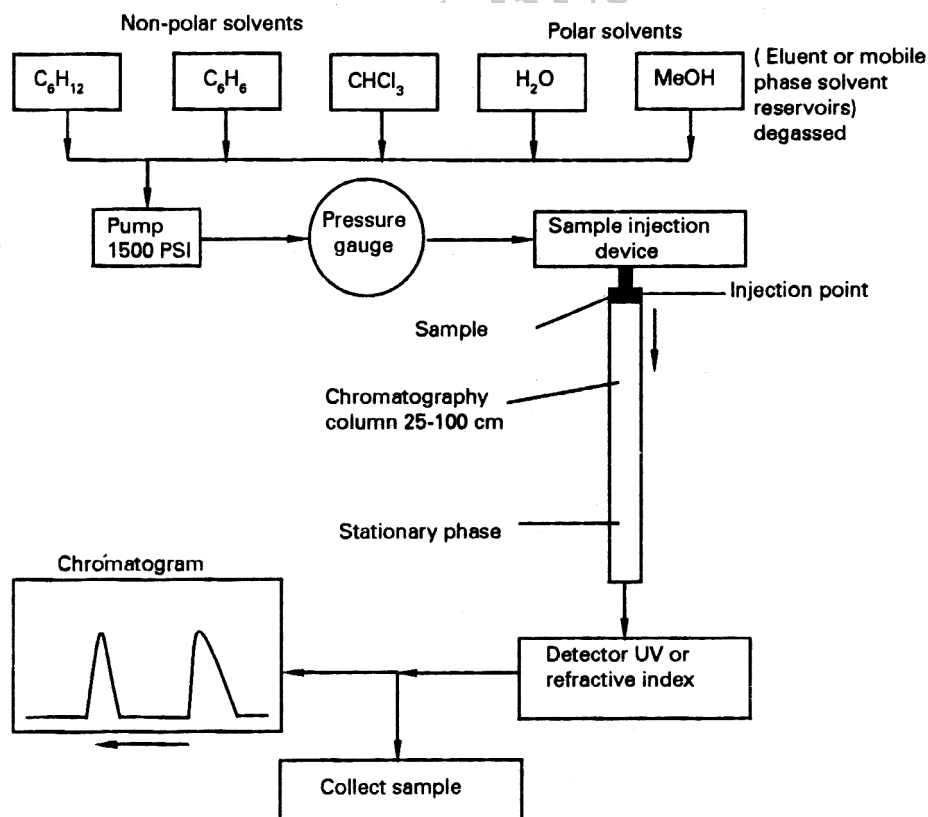 Non-polar solvents
Polar solvents
C₆H₁₂
C₆H₆
CHCl₃
H₂O
MeOH
( Eluent or mobile
phase solvent
reservoirs)
degassed
Pump
1500 PSI
Pressure
gauge
Sample injection
device
Injection point
Sample
Chromatography
column 25-100 cm
Stationary phase
Chromatogram
Detector UV or
refractive index
Collect sample